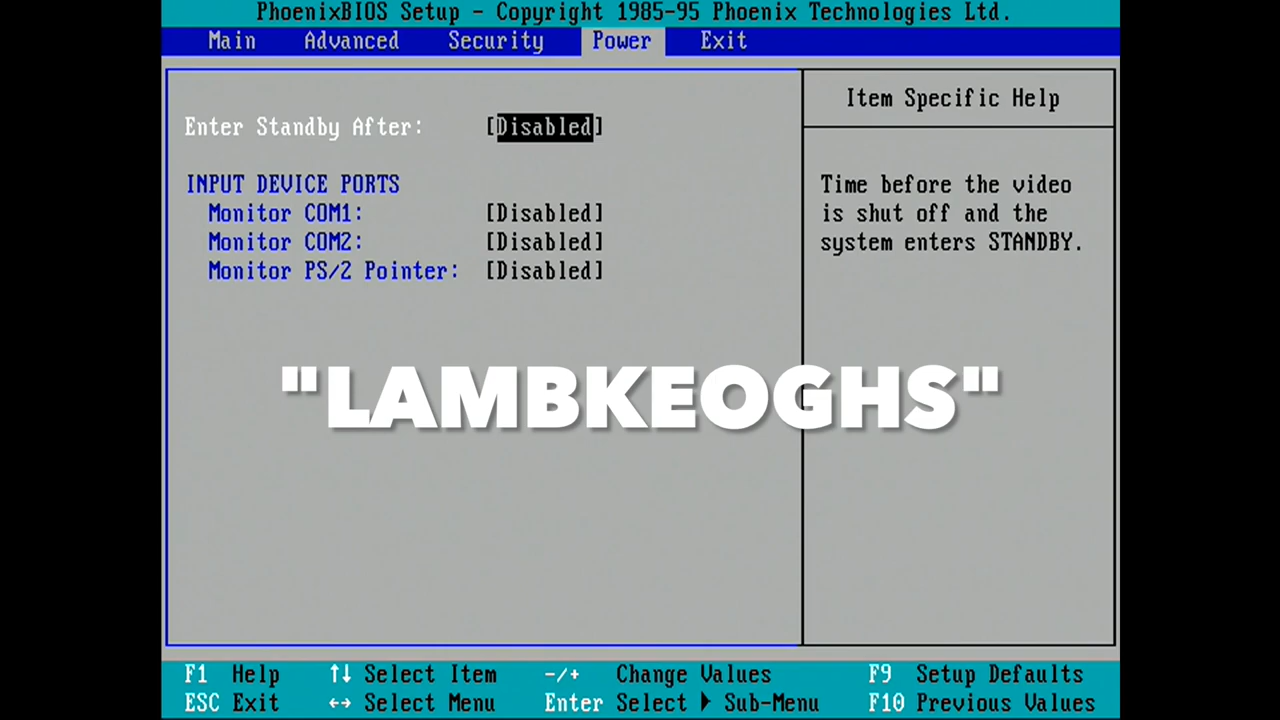 PhoenixBIOS Setup - Copyright 1985-95 Phoenix Technologies Ltd.
Main Advanced Security Power Exit
Item Specific Help
Enter Standby After: [Disabled]
INPUT DEVICE PORTS
Monitor COM1: [Disabled]
Monitor COM2: [Disabled]
Monitor PS/2 Pointer: [Disabled]
Time before the video
is shut off and the
system enters STANDBY.
"LAMBKEOGHS"
F1 Help ↑↓ Select Item -/+ Change Values F9 Setup Defaults
ESC Exit ↔ Select Menu Enter Select ▶ Sub-Menu F10 Previous Values